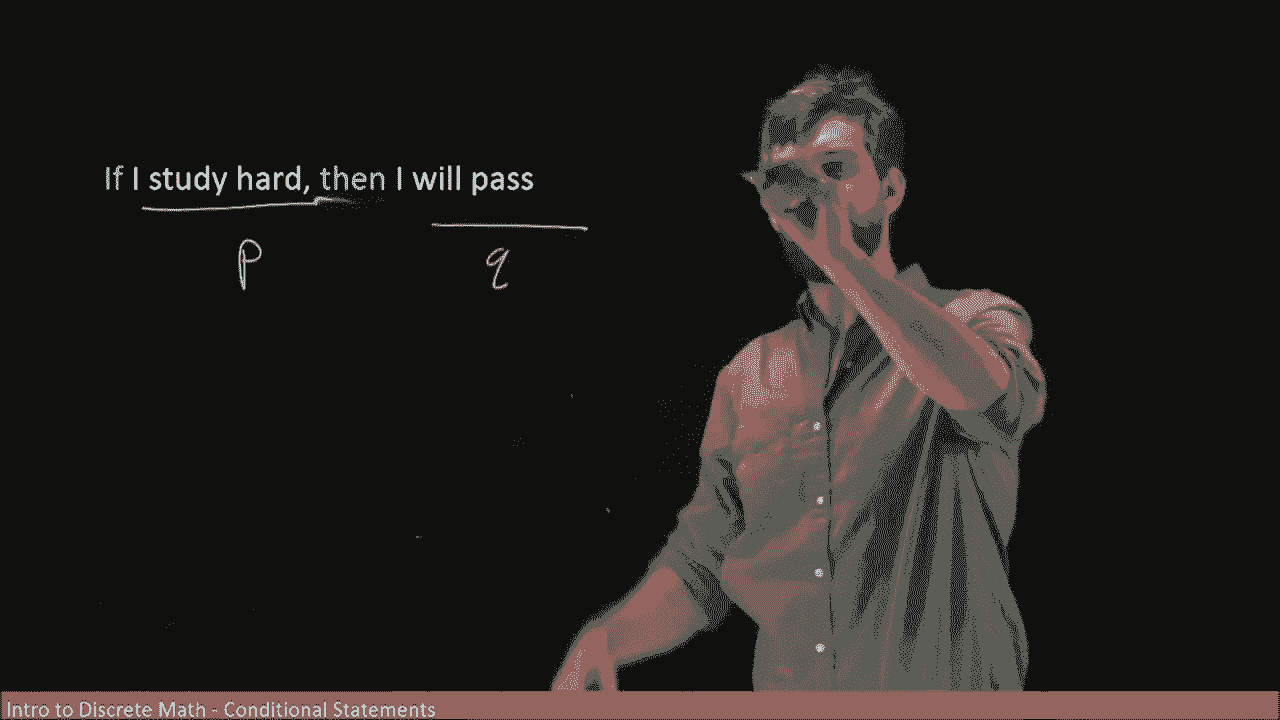 If I study hard, then I will pass
p q
Intro to Discrete Math - Conditional Statements